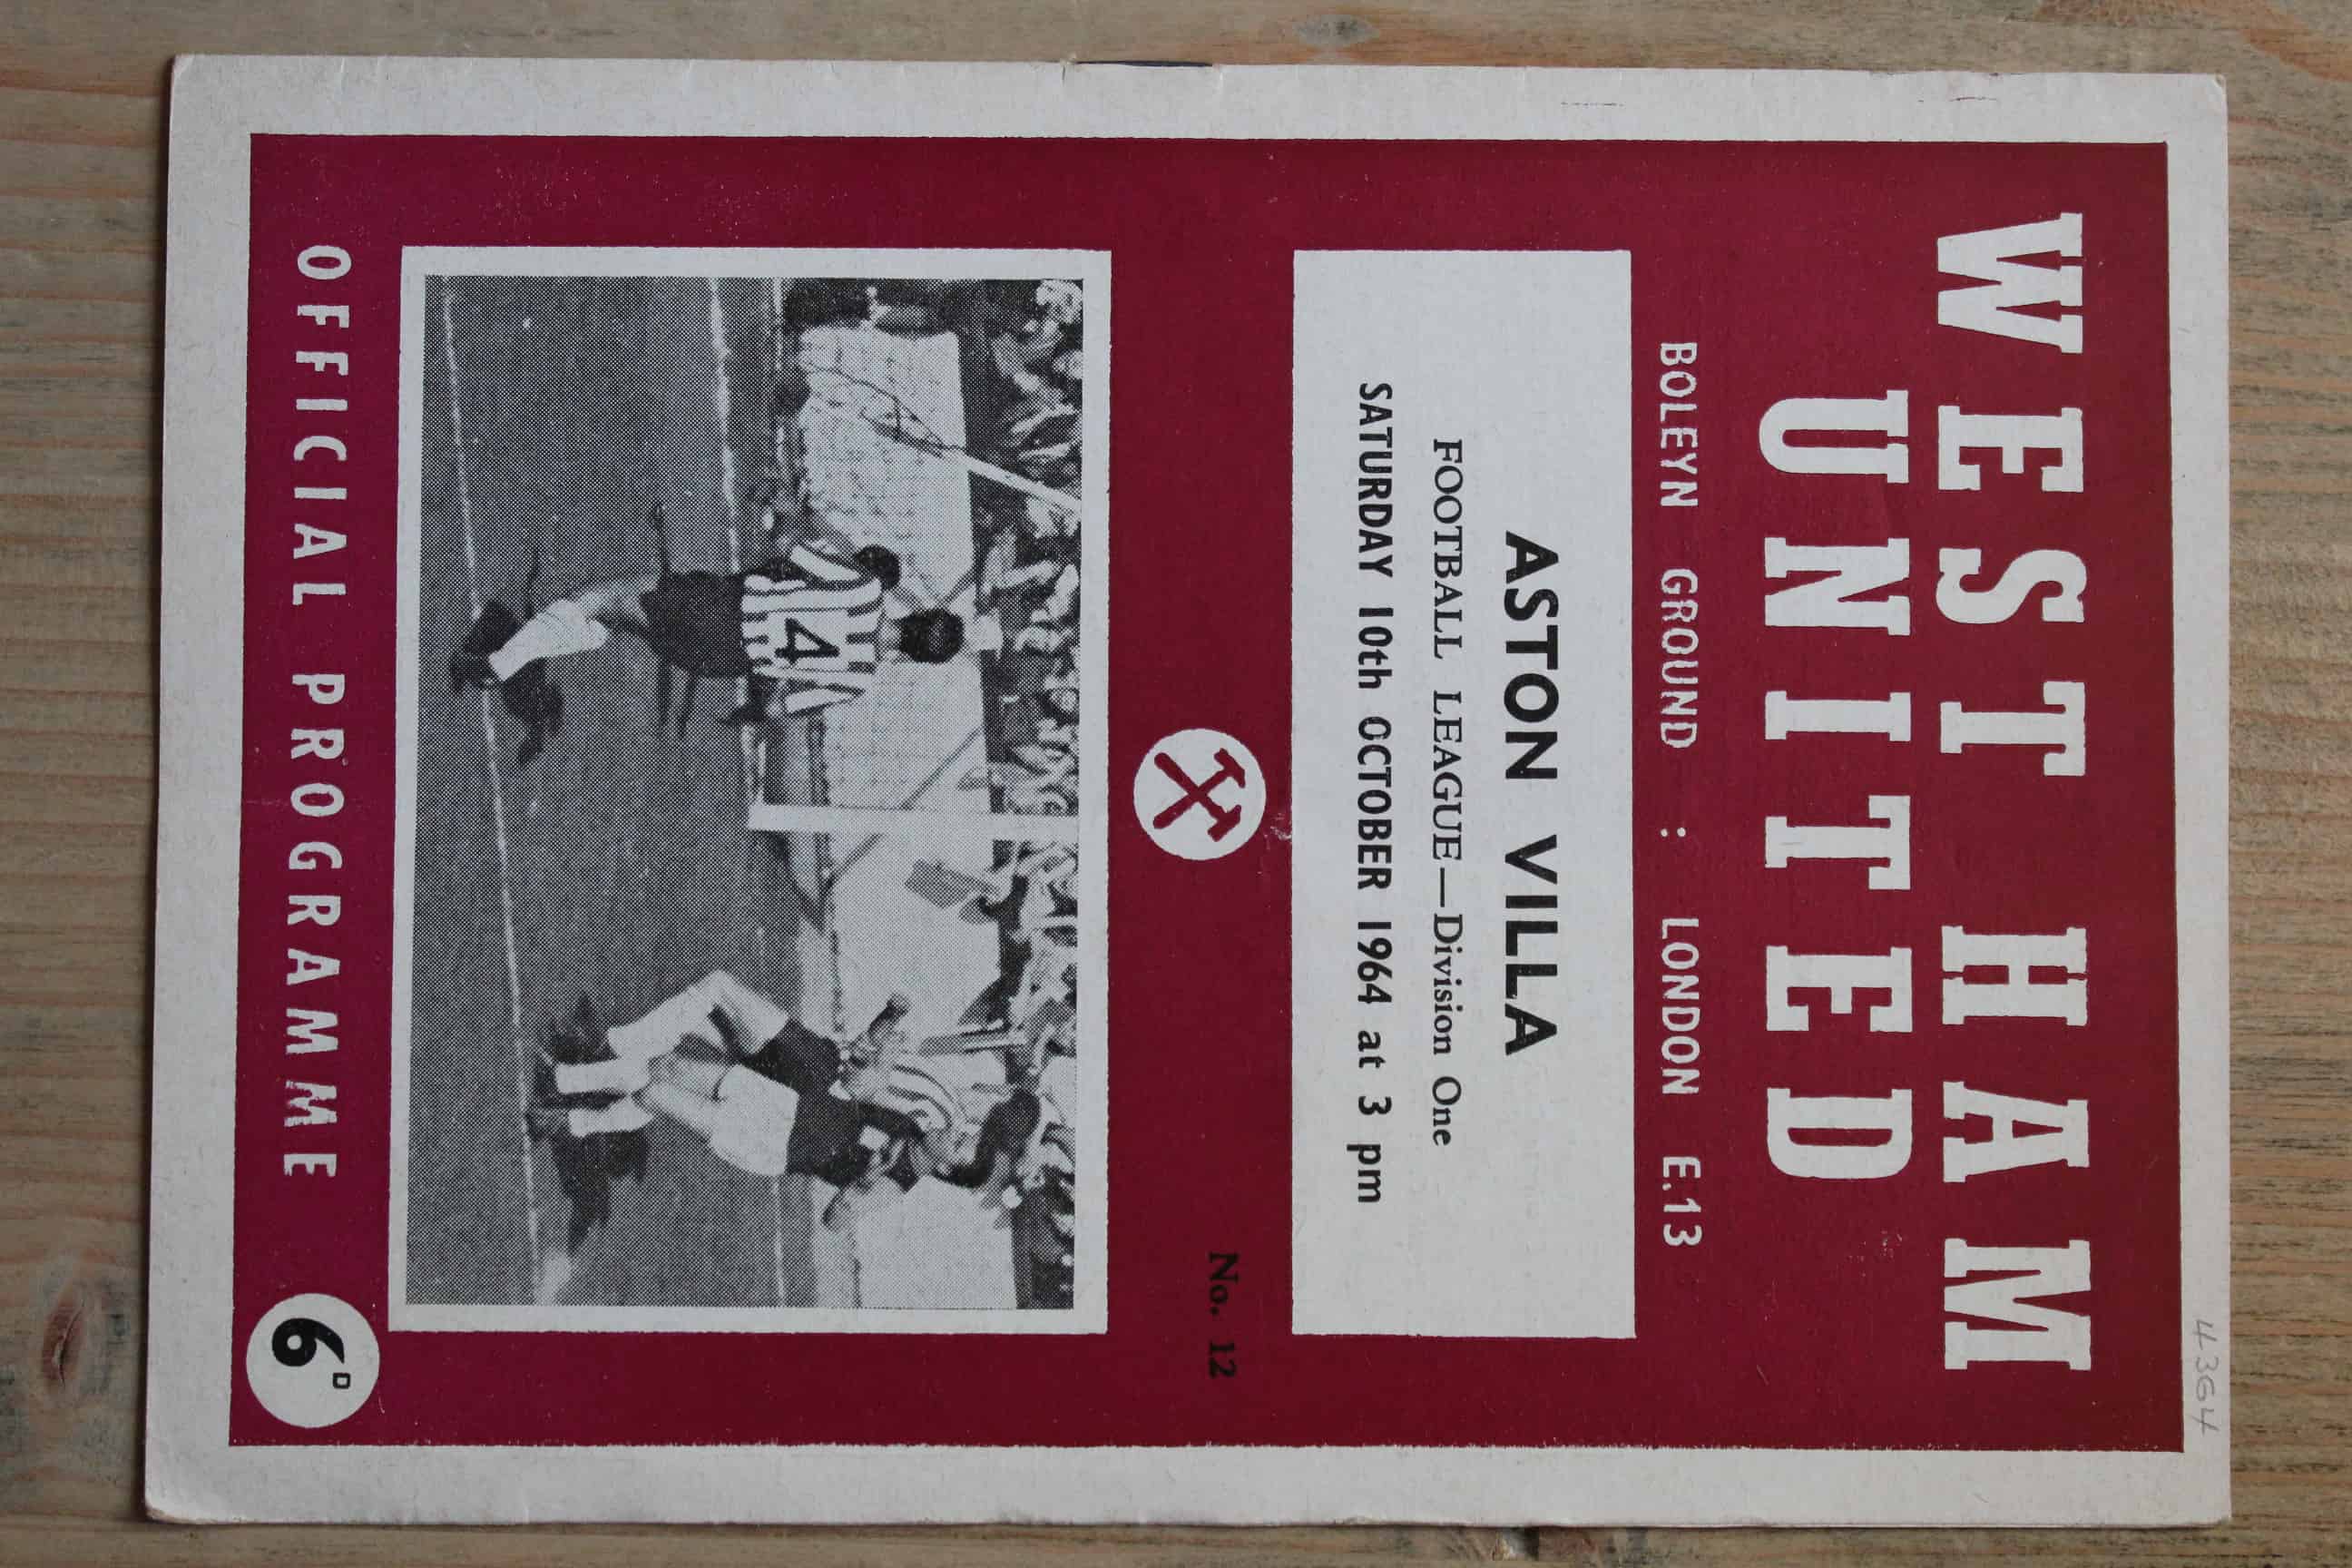 4364
WEST HAM
UNITED
BOLEYN GROUND : LONDON E.13
ASTON VILLA
FOOTBALL LEAGUE—Division One
SATURDAY 10th OCTOBER 1964 at 3 pm
No. 12
4
OFFICIAL PROGRAMME
6D